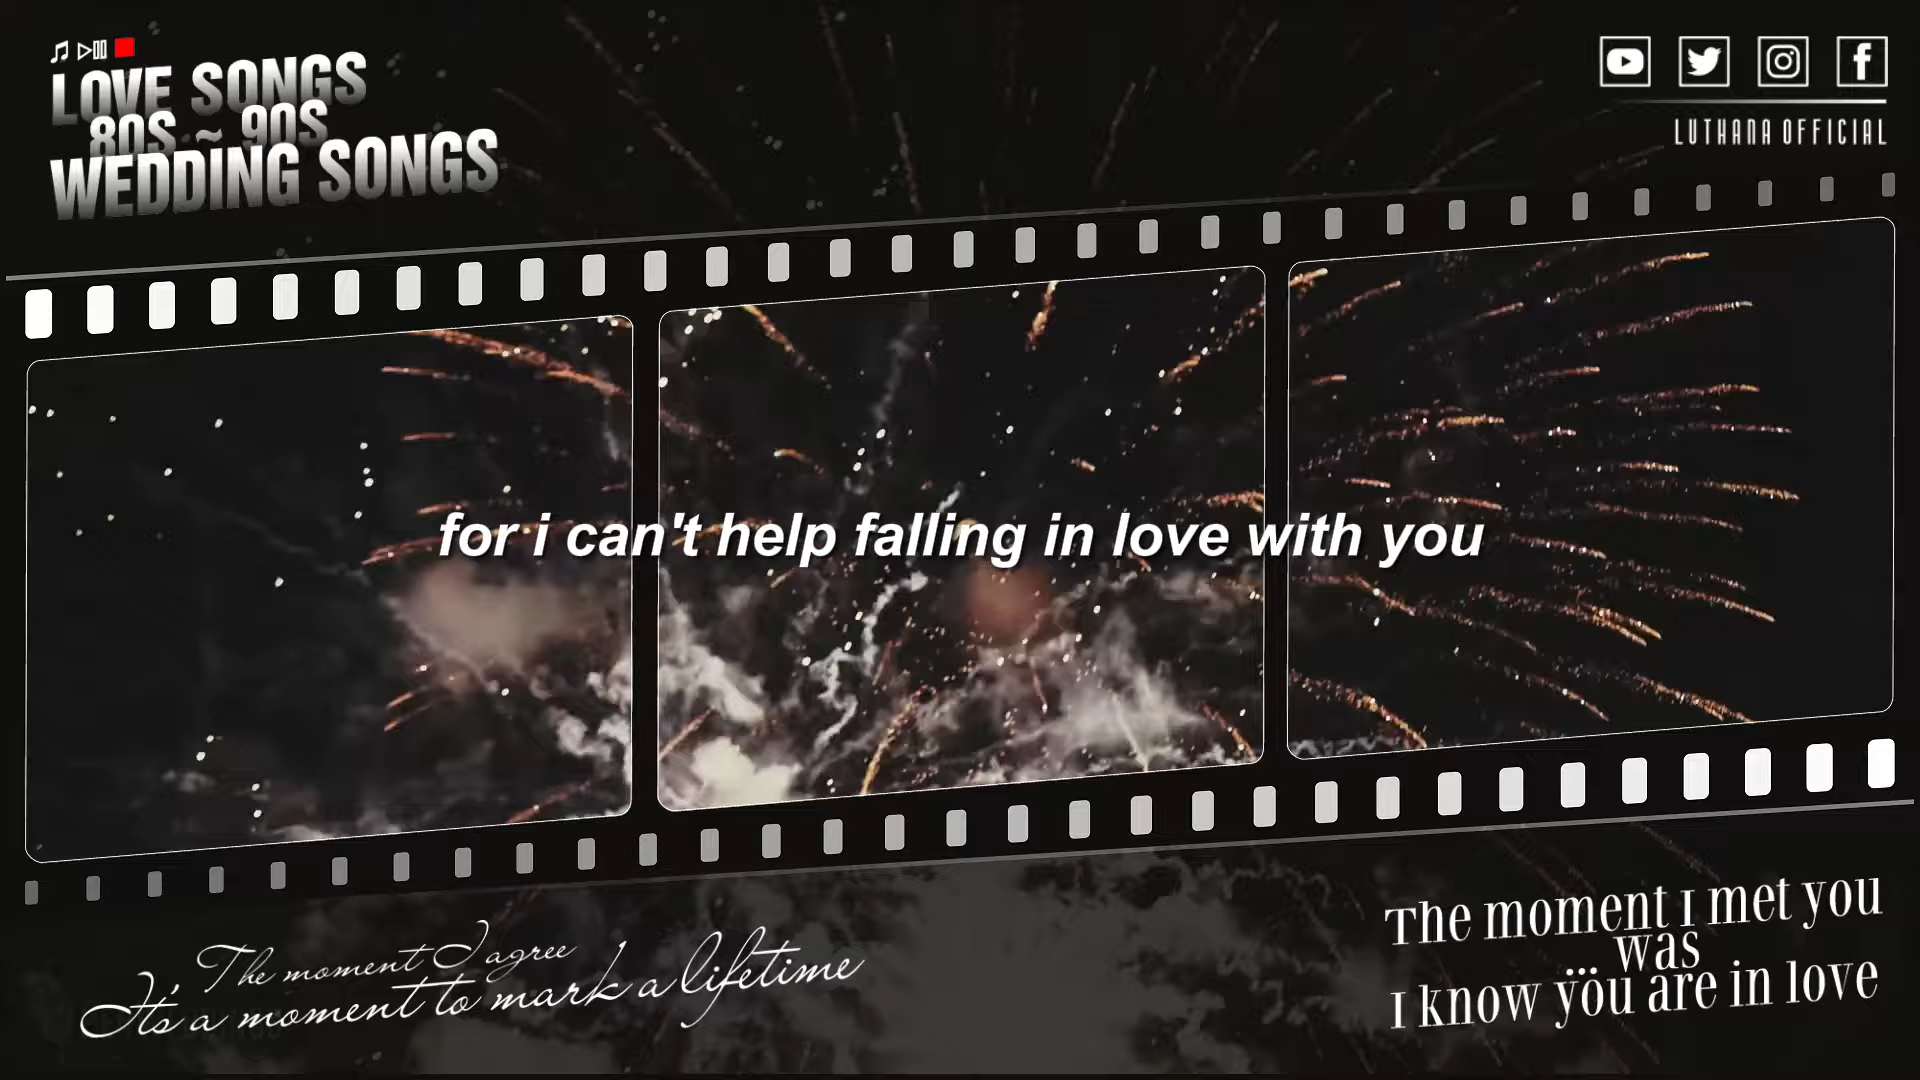 LOVE SONGS
80S ~ 90S
WEDDING SONGS
LUTHANA OFFICIAL
for i can't help falling in love with you
The moment I agree
It's a moment to mark a lifetime
The moment I met you
was
...
I know you are in love